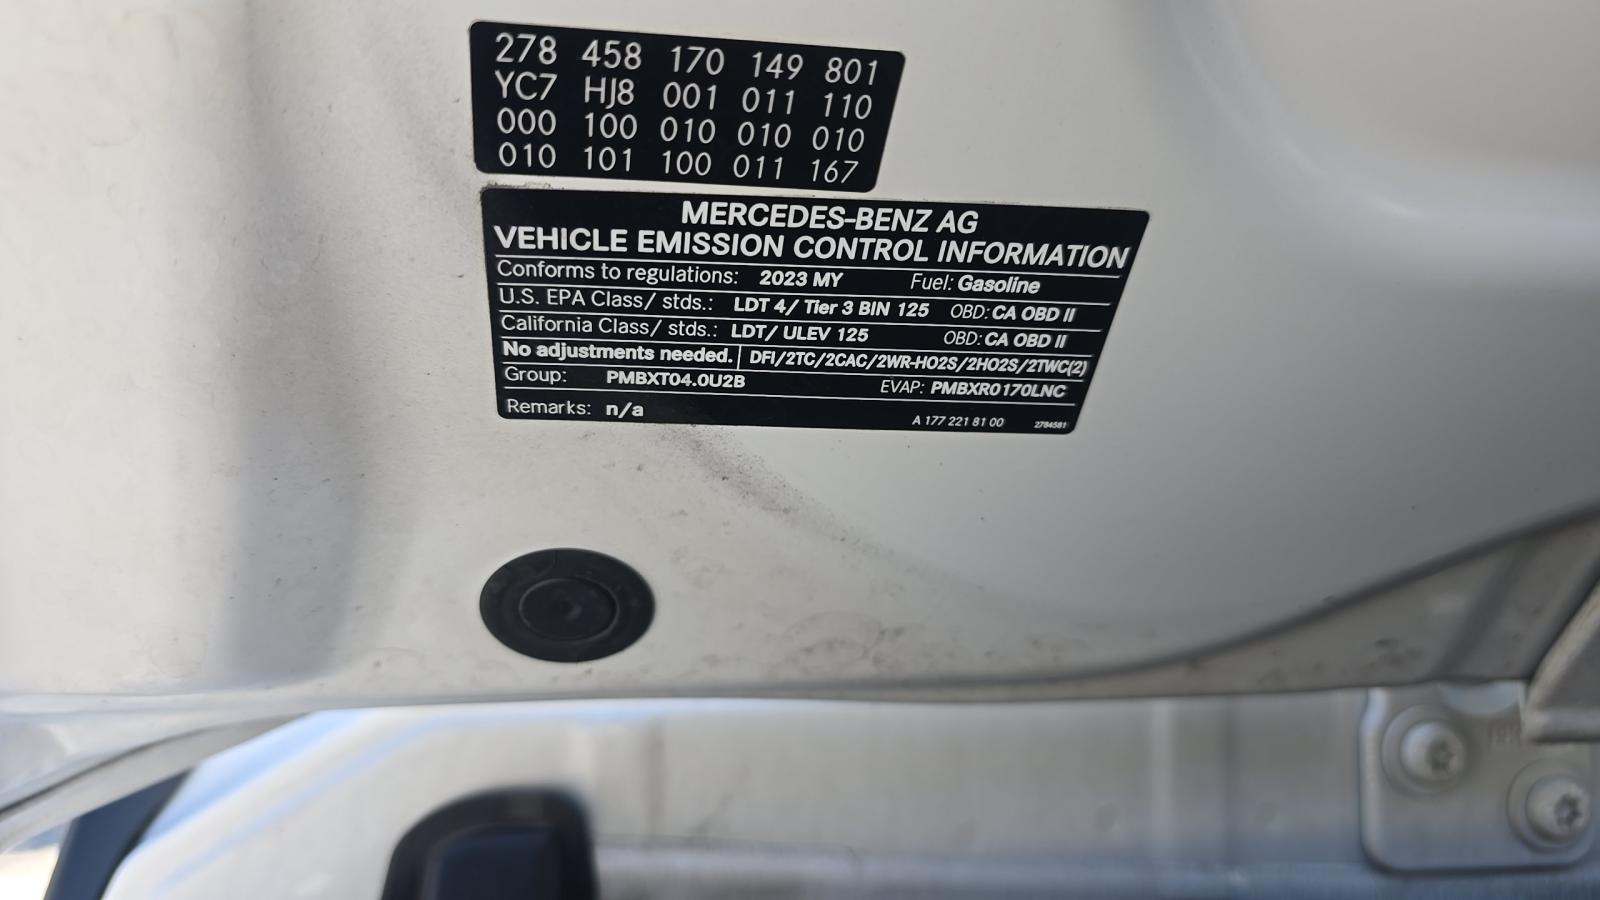 278 458 170 149 801
YC7 HJ8 001 011 110
000 100 010 010 010
010 101 100 011 167
MERCEDES-BENZ AG
VEHICLE EMISSION CONTROL INFORMATION
Conforms to regulations: 2023 MY Fuel: Gasoline
U.S. EPA Class/ stds.: LDT 4/ Tier 3 BIN 125 OBD: CA OBD II
California Class/ stds.: LDT/ ULEV 125 OBD: CA OBD II
No adjustments needed. DFI/2TC/2CAC/2WR-HO2S/2HO2S/2TWC(2)
Group: PMBXT04.0U2B EVAP: PMBXR0170LNC
Remarks: n/a A 177 221 81 00 2784581